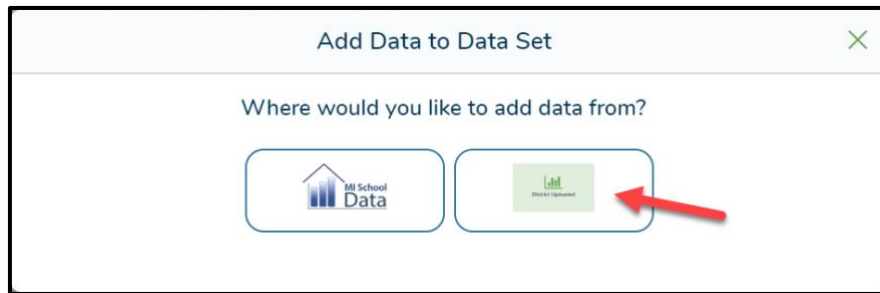 Add Data to Data Set
Where would you like to add data from?
MI School
Data
District Uploaded